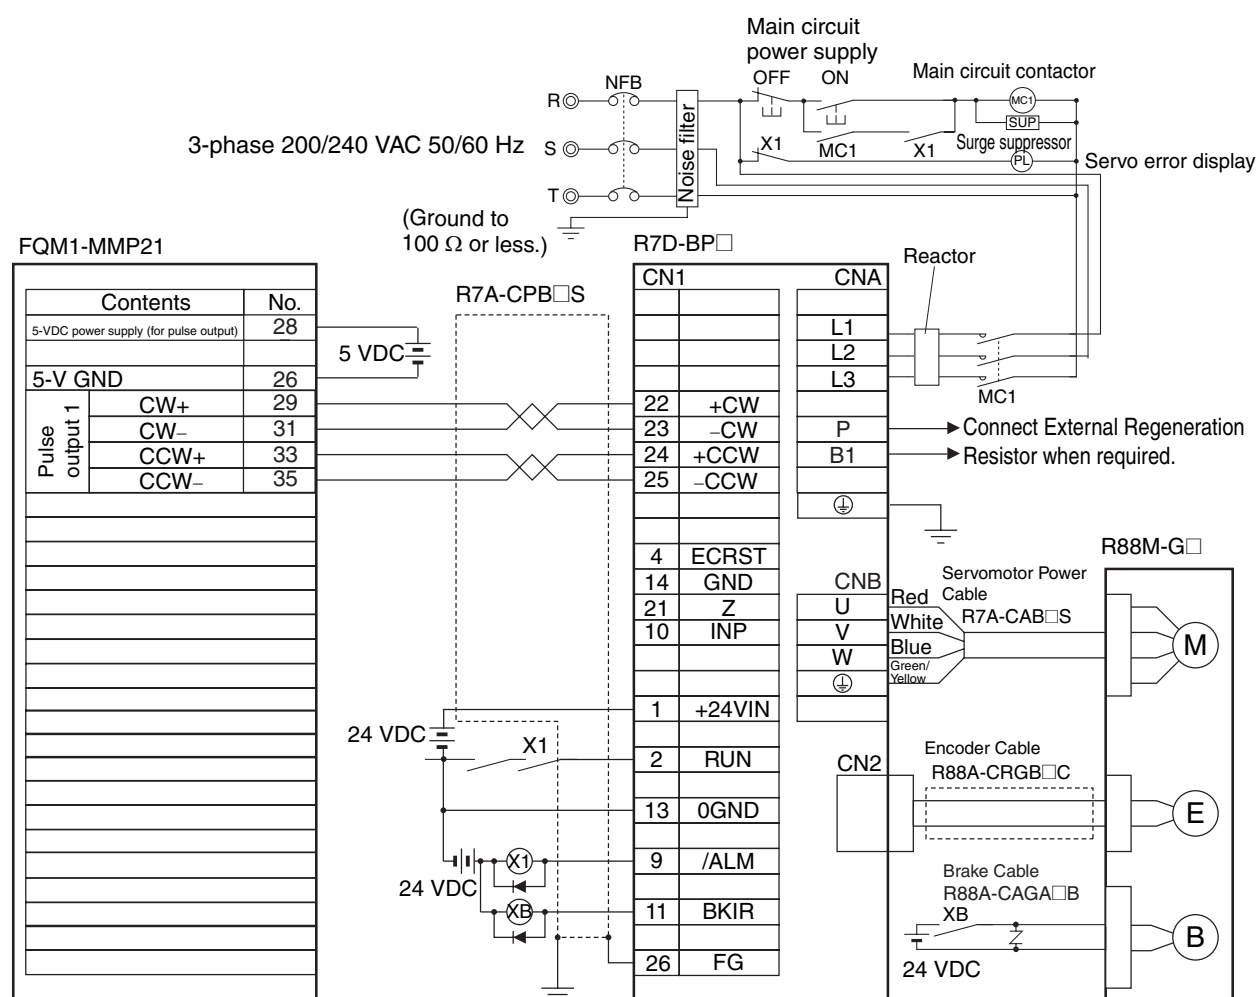 Main circuit
power supply
OFF ON
Main circuit contactor
NFB
R
MC1
SUP
3-phase 200/240 VAC 50/60 Hz
S
Noise filter
X1
MC1
X1
Surge suppressor
PL
Servo error display
T
(Ground to
100 Ω or less.)
FQM1-MMP21
R7D-BP□
Reactor
R7A-CPB□S
CN1
CNA
Contents No.
5-VDC power supply (for pulse output) 28
5 VDC
5-V GND 26
Pulse
output 1
CW+ 29
CW− 31
CCW+ 33
CCW− 35
22 +CW
23 −CW
24 +CCW
25 −CCW
4 ECRST
14 GND
21 Z
10 INP
1 +24VIN
2 RUN
13 0GND
9 /ALM
11 BKIR
26 FG
L1
L2
L3
MC1
P
B1
Connect External Regeneration
Resistor when required.
CNB
U
V
W
Red
White
Blue
Green/
Yellow
Servomotor Power
Cable
R7A-CAB□S
R88M-G□
M
24 VDC
X1
CN2
Encoder Cable
R88A-CRGB□C
E
X1
24 VDC
XB
Brake Cable
R88A-CAGA□B
XB
24 VDC
B